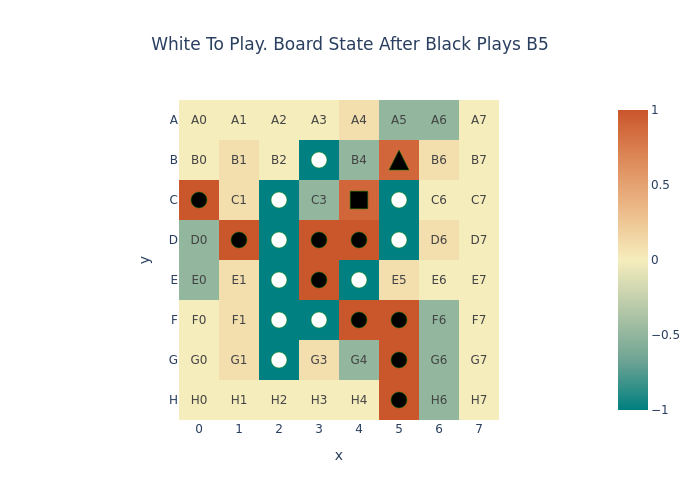 White To Play. Board State After Black Plays B5
A A0 A1 A2 A3 A4 A5 A6 A7
B B0 B1 B2 B4 B6 B7
C C1 C3 C6 C7
D D0 D6 D7
E E0 E1 E5 E6 E7
F F0 F1 F6 F7
G G0 G1 G3 G4 G6 G7
H H0 H1 H2 H3 H4 H6 H7
0 1 2 3 4 5 6 7
x
y
1
0.5
0
−0.5
−1